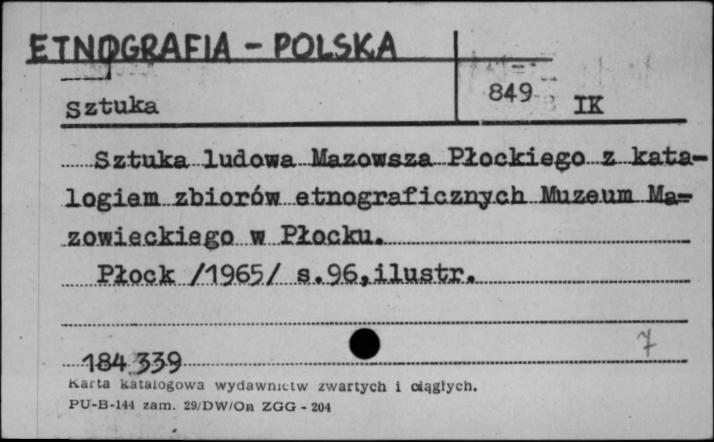 ETNOGRAFIA - POLSKA
Sztuka
849 IK
Sztuka ludowa Mazowsza Płockiego z kata-
logiem zbiorów etnograficznych Muzeum Ma-
zowieckiego w Płocku.
Płock /1965/ s.96,ilustr.
7
184 339
Karta katalogowa wydawnictw zwartych i ciągłych.
PU-B-144 zam. 29/DW/On ZGG - 204